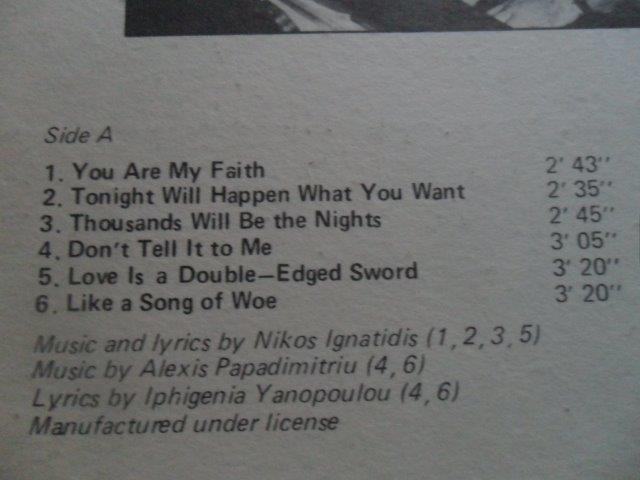 Side A
1. You Are My Faith 2' 43''
2. Tonight Will Happen What You Want 2' 35''
3. Thousands Will Be the Nights 2' 45''
4. Don't Tell It to Me 3' 05''
5. Love Is a Double—Edged Sword 3' 20''
6. Like a Song of Woe 3' 20''
Music and lyrics by Nikos Ignatidis (1,2,3,5)
Music by Alexis Papadimitriu (4,6)
Lyrics by Iphigenia Yanopoulou (4,6)
Manufactured under license